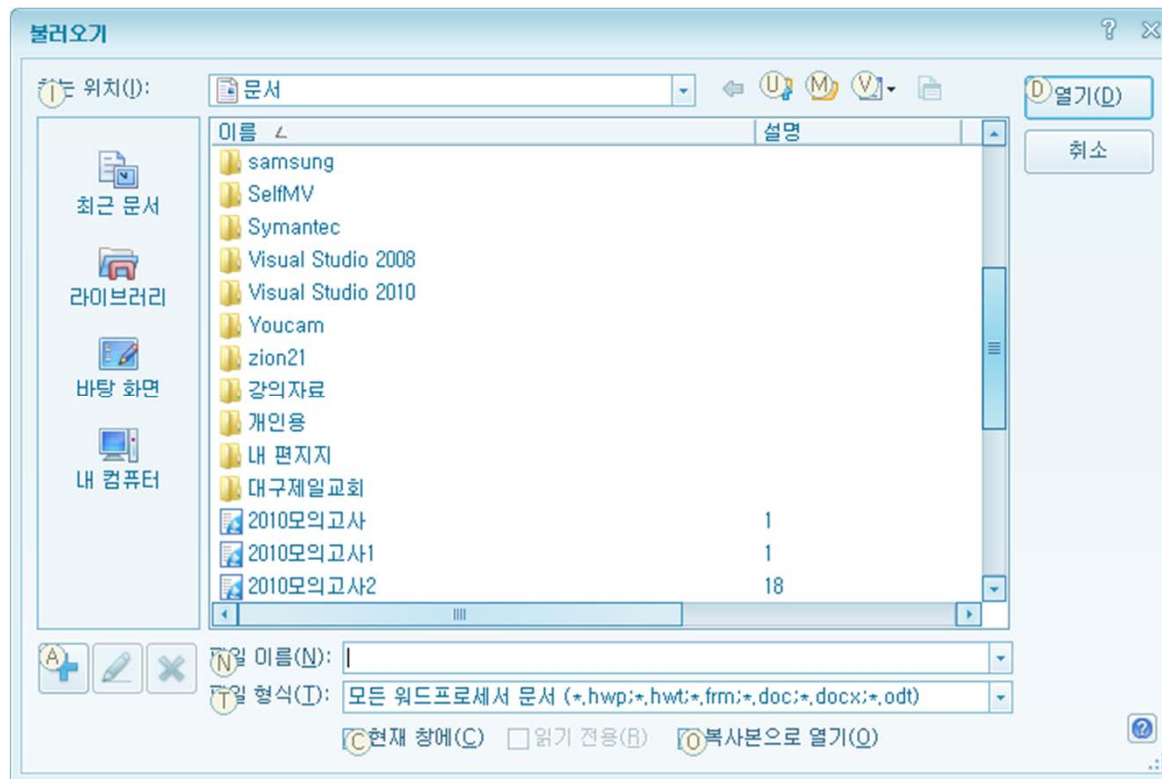 불러오기
I 위치(I): 문서 U M V
D 열기(D)
취소
최근 문서
라이브러리
바탕 화면
내 컴퓨터
이름 설명
samsung
SelfMV
Symantec
Visual Studio 2008
Visual Studio 2010
Youcam
zion21
강의자료
개인용
내 편지지
대구제일교회
2010모의고사 1
2010모의고사1 1
2010모의고사2 18
A
N 이름(N):
T 형식(T): 모든 워드프로세서 문서 (*.hwp;*.hwt;*.frm;*.doc;*.docx;*.odt)
C 현재 창에(C) 읽기 전용(R) O 복사본으로 열기(O)